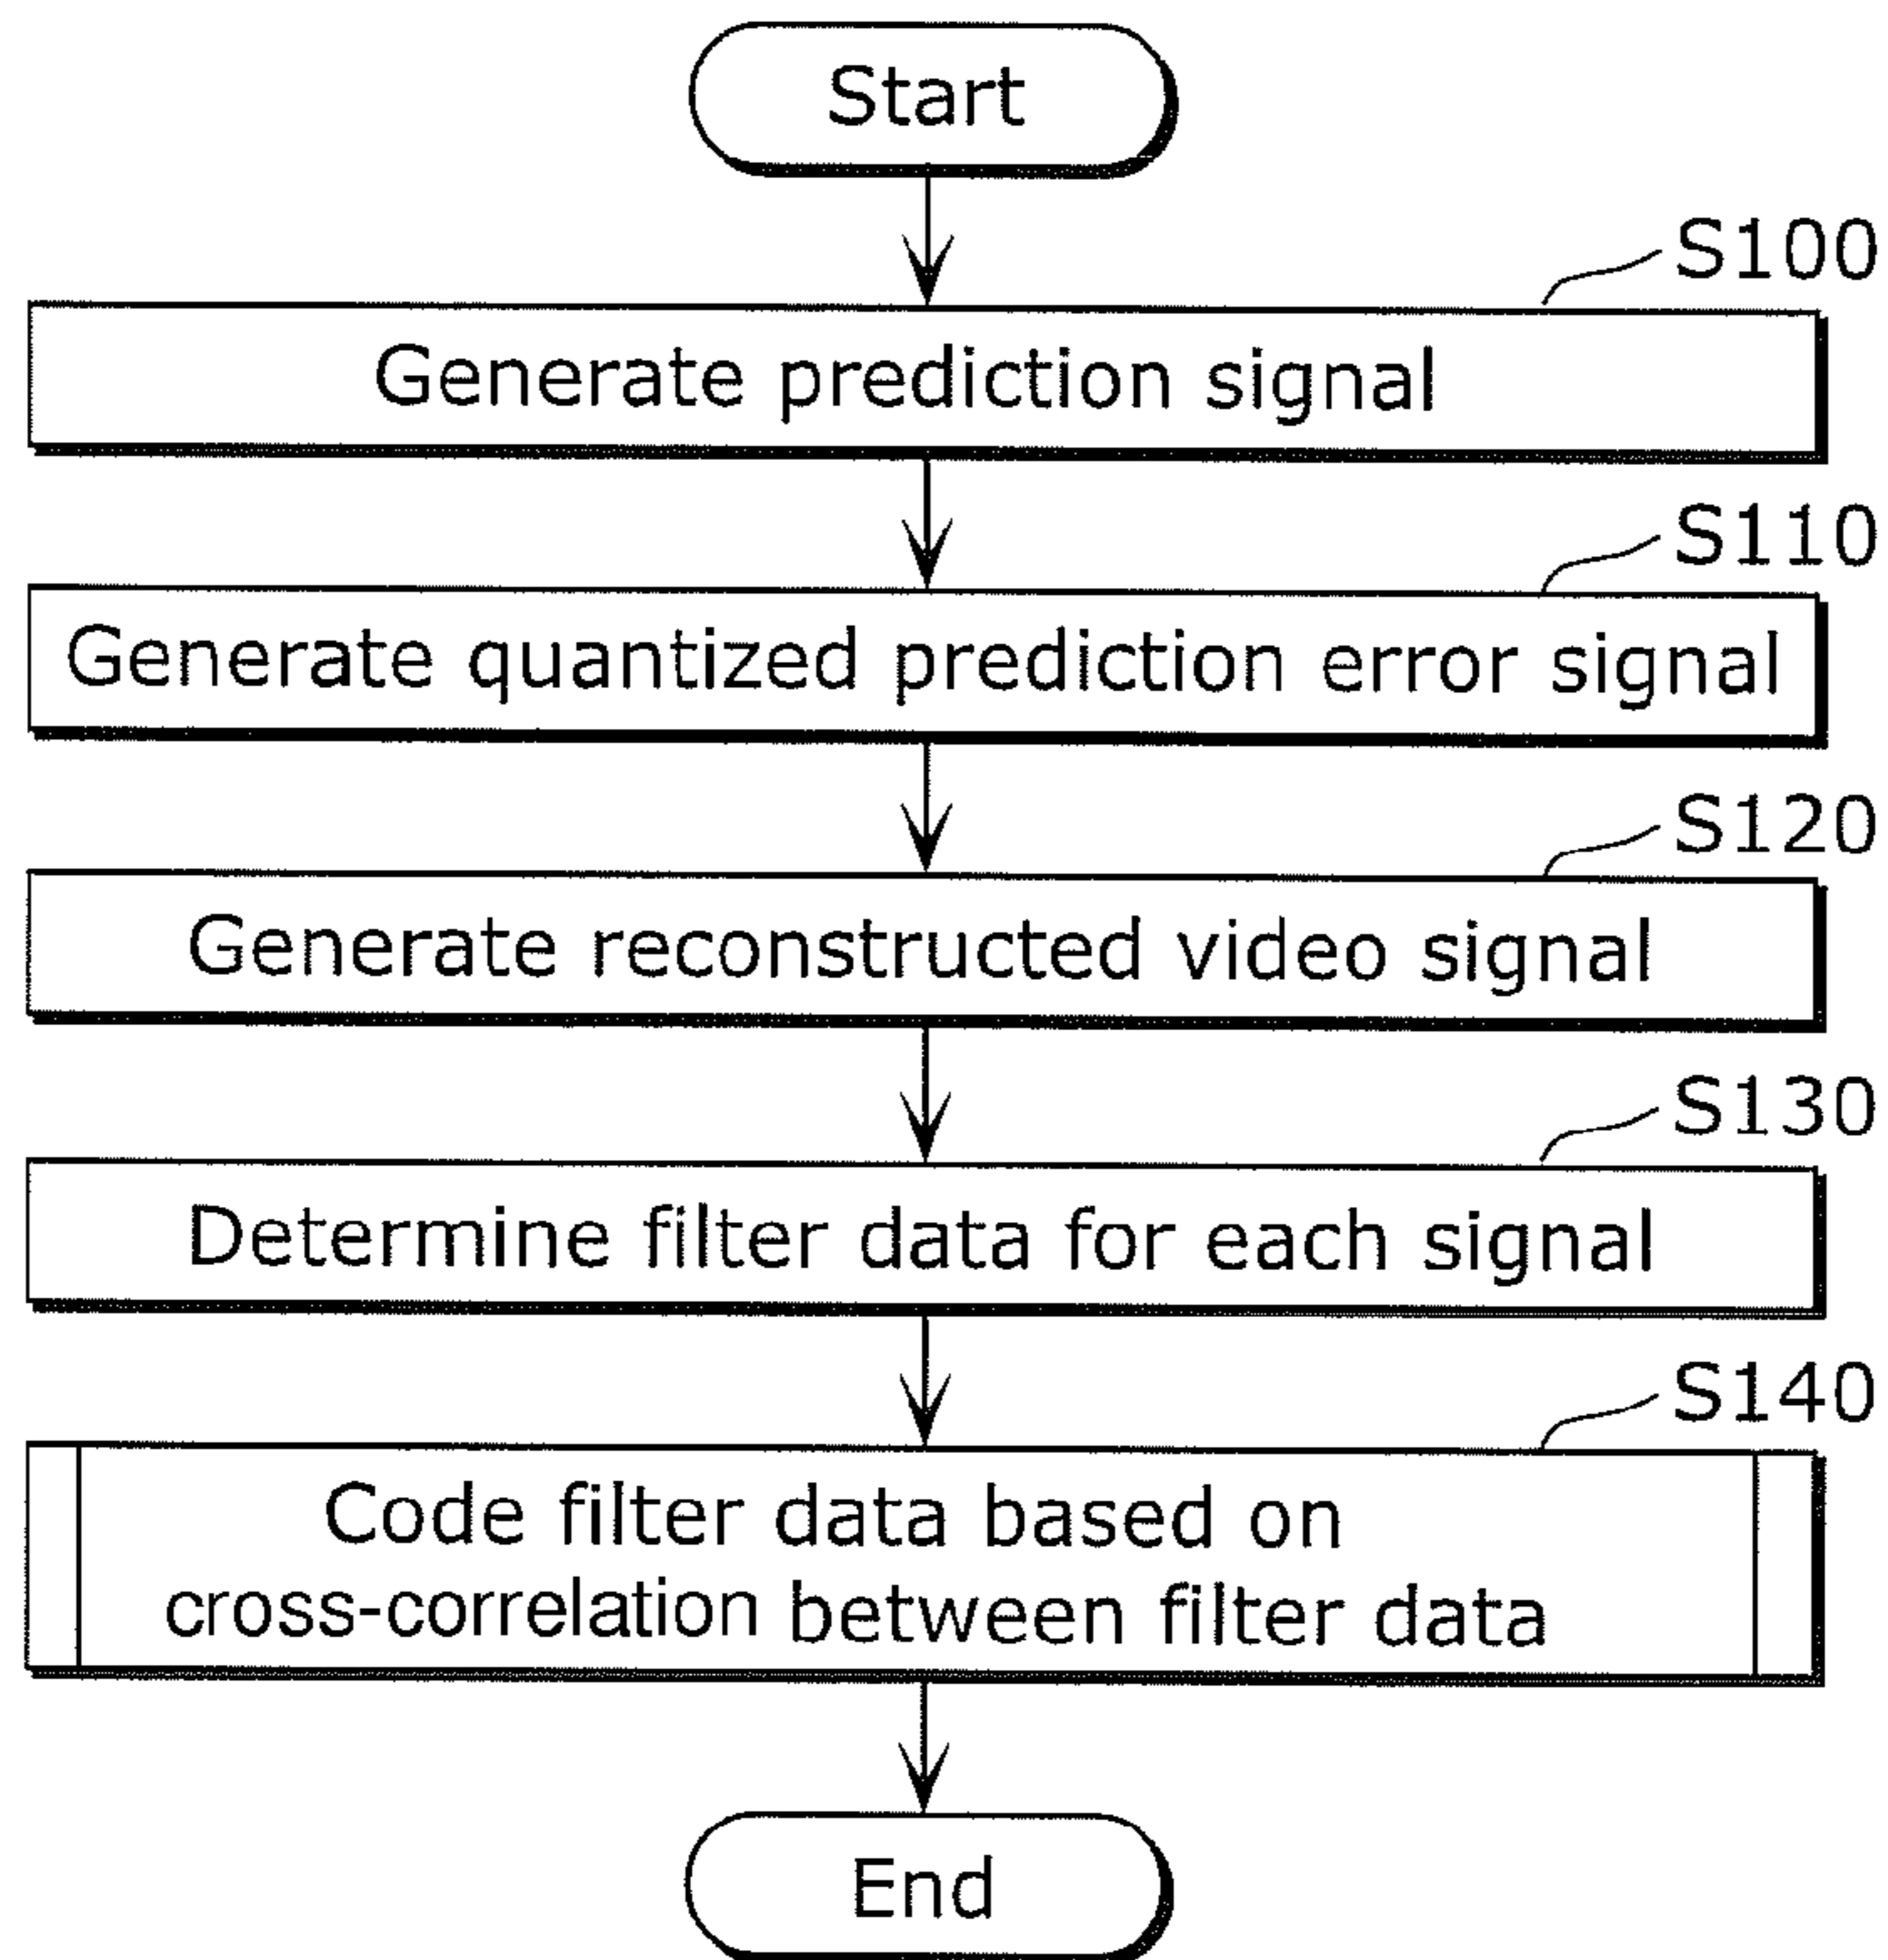 Start
S100
Generate prediction signal
S110
Generate quantized prediction error signal
S120
Generate reconstructed video signal
S130
Determine filter data for each signal
S140
Code filter data based on
cross-correlation between filter data
End